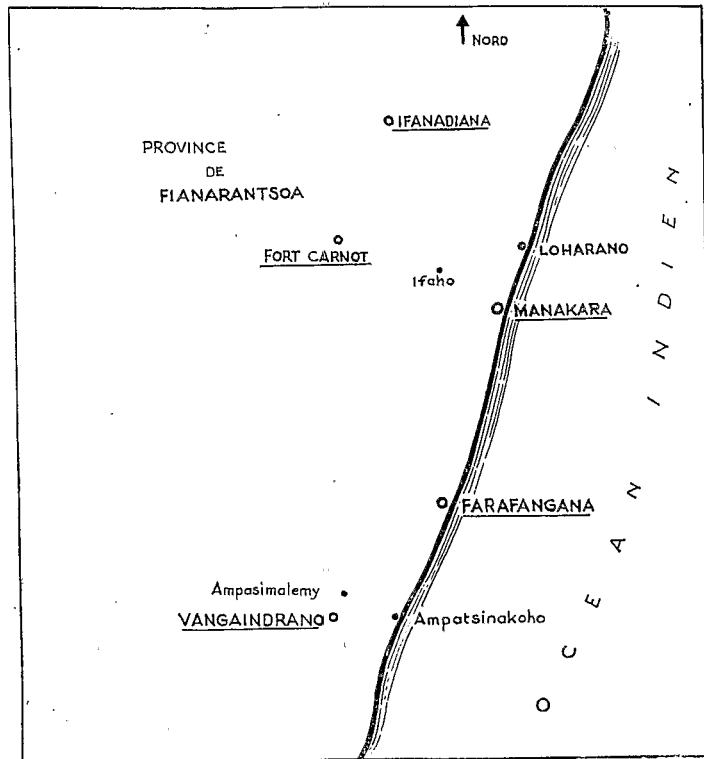 NORD
IFANADIANA
PROVINCE
DE
FIANARANTSOA
FORT CARNOT
LOHARANO
Ifaho
MANAKARA
OCEAN INDIEN
FARAFANGANA
Ampasimalemy
VANGAINDRANO
Ampatsinakoho